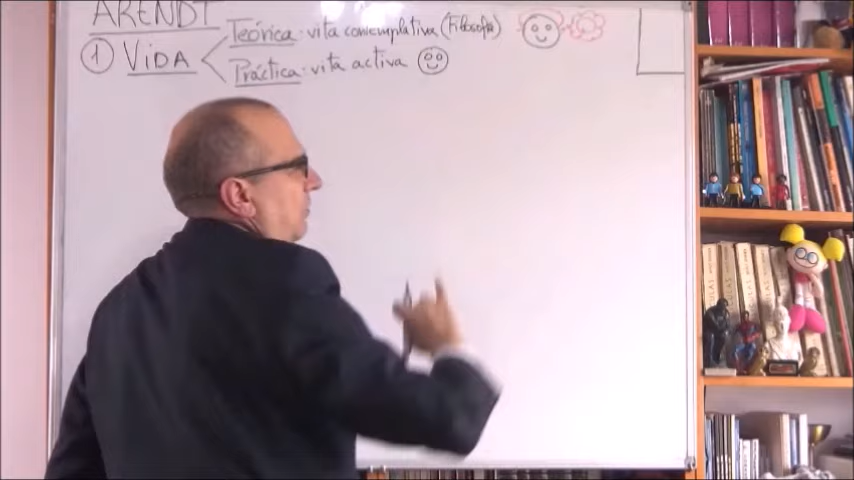 ARENDT
Teórica: vita contemplativa (Filósofo)
① VIDA
Práctica: vita activa